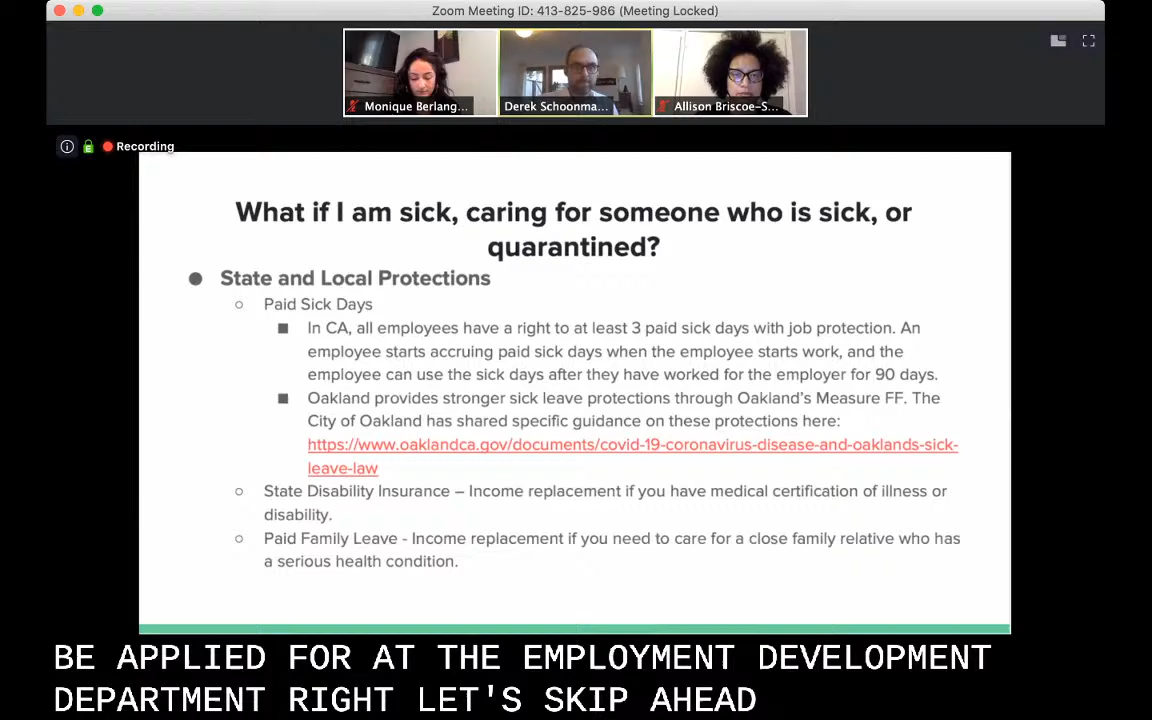 Zoom Meeting ID: 413-825-986 (Meeting Locked)
Monique Berlang...
Derek Schoonma...
Allison Briscoe-S...
Recording
What if I am sick, caring for someone who is sick, or
quarantined?
● State and Local Protections
○ Paid Sick Days
■ In CA, all employees have a right to at least 3 paid sick days with job protection. An
employee starts accruing paid sick days when the employee starts work, and the
employee can use the sick days after they have worked for the employer for 90 days.
■ Oakland provides stronger sick leave protections through Oakland's Measure FF. The
City of Oakland has shared specific guidance on these protections here:
https://www.oaklandca.gov/documents/covid-19-coronavirus-disease-and-oaklands-sick-
leave-law
○ State Disability Insurance – Income replacement if you have medical certification of illness or
disability.
○ Paid Family Leave - Income replacement if you need to care for a close family relative who has
a serious health condition.
BE APPLIED FOR AT THE EMPLOYMENT DEVELOPMENT
DEPARTMENT RIGHT LET'S SKIP AHEAD